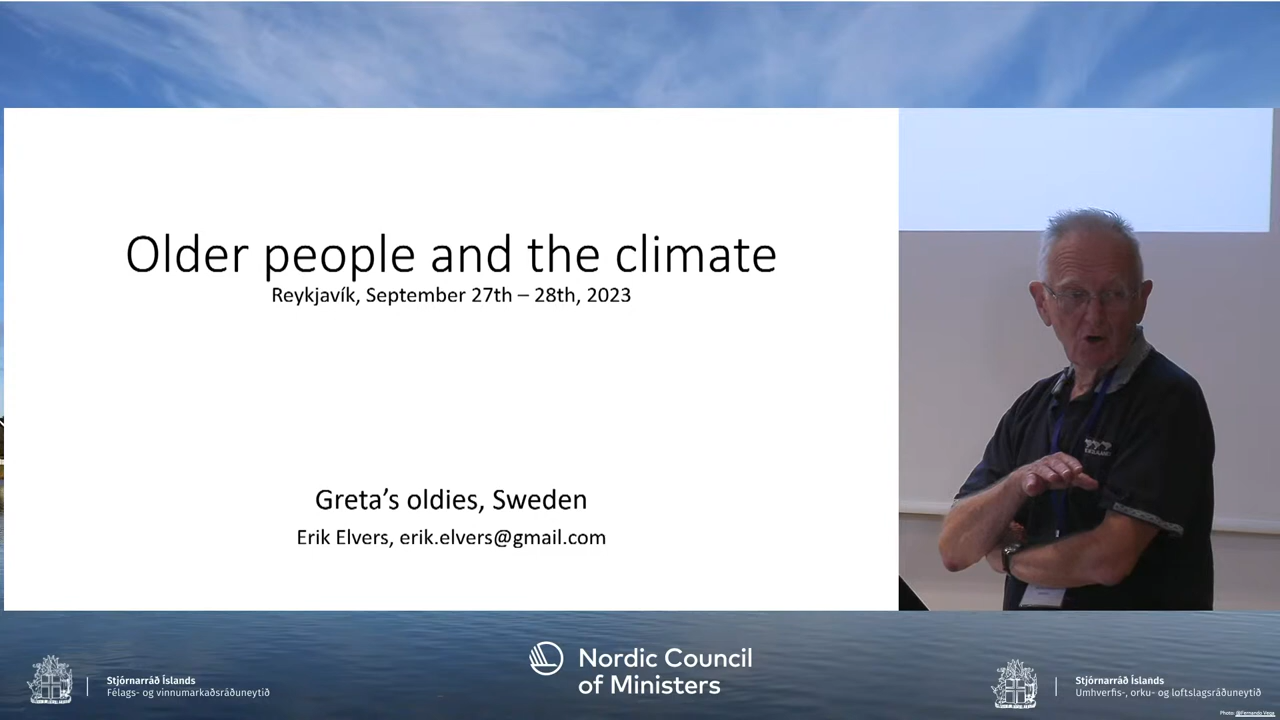 Older people and the climate
Reykjavík, September 27th – 28th, 2023
Greta's oldies, Sweden
Erik Elvers, erik.elvers@gmail.com
Stjórnarráð Íslands
Félags- og vinnumarkaðsráðuneytið
Nordic Council
of Ministers
Stjórnarráð Íslands
Umhverfis-, orku- og loftslagsráðuneytið